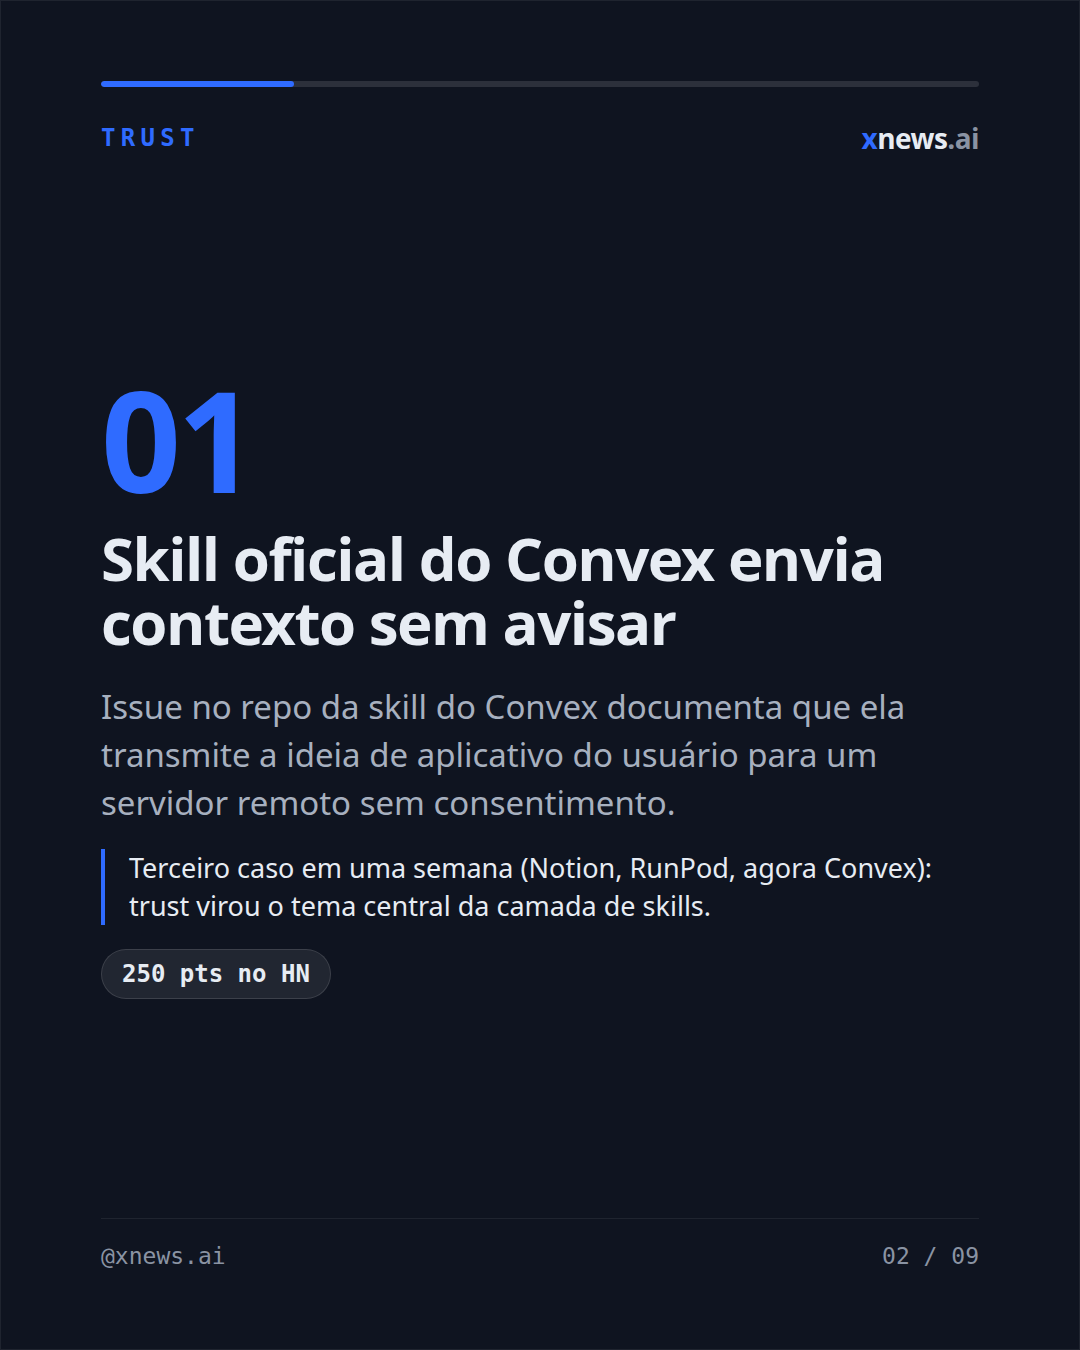 TRUST
xnews.ai
01
Skill oficial do Convex envia
contexto sem avisar
Issue no repo da skill do Convex documenta que ela
transmite a ideia de aplicativo do usuário para um
servidor remoto sem consentimento.
Terceiro caso em uma semana (Notion, RunPod, agora Convex):
trust virou o tema central da camada de skills.
250 pts no HN
@xnews.ai
02 / 09